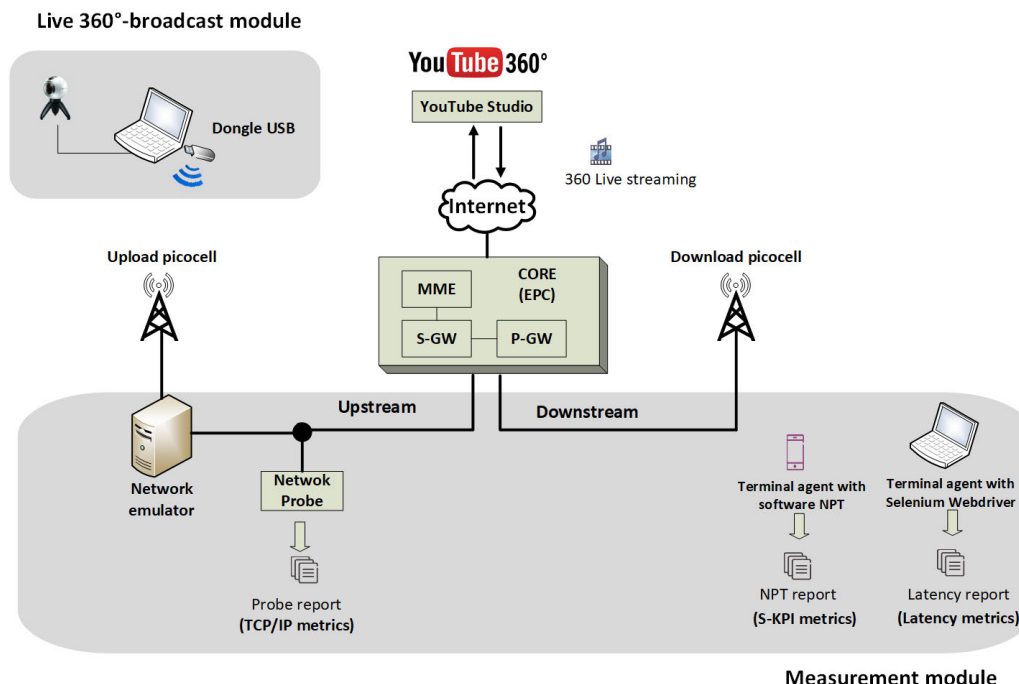 Live 360°-broadcast module
Dongle USB
YouTube 360°
YouTube Studio
360 Live streaming
Internet
Upload picocell
Download picocell
CORE
(EPC)
MME
S-GW
P-GW
Upstream
Downstream
Network
emulator
Netwok
Probe
Probe report
(TCP/IP metrics)
Terminal agent with
software NPT
NPT report
(S-KPI metrics)
Terminal agent with
Selenium Webdriver
Latency report
(Latency metrics)
Measurement module